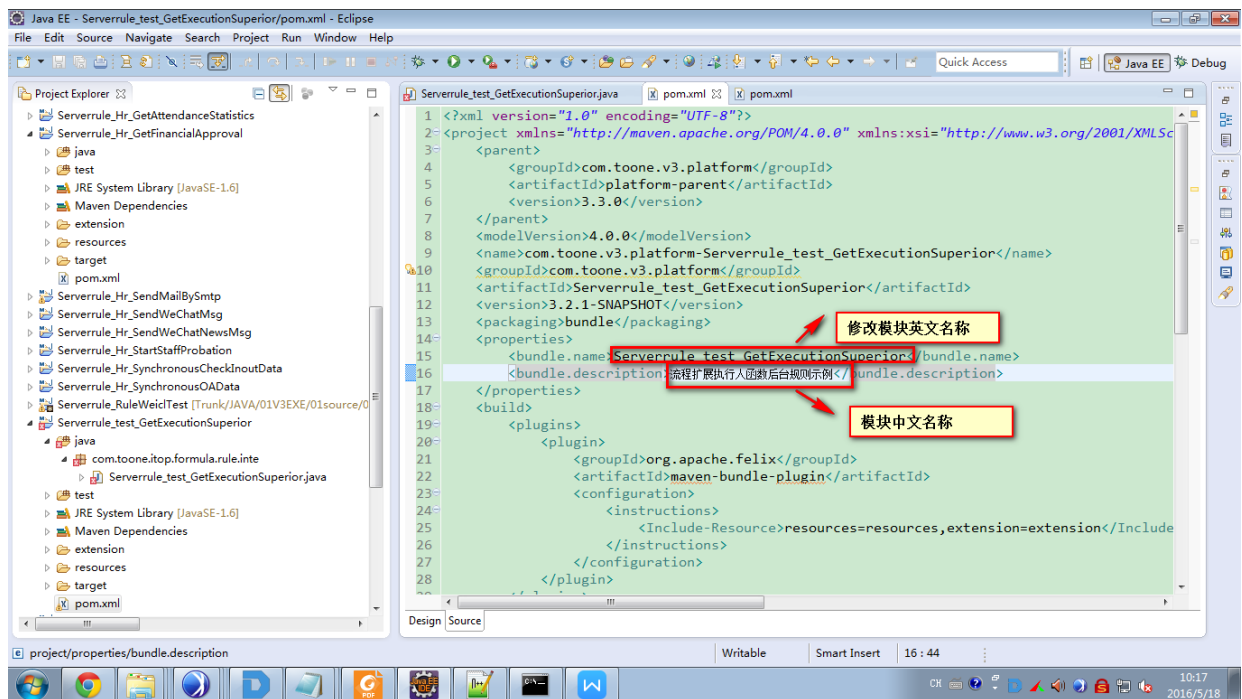 Java EE - Serverrule_test_GetExecutionSuperior/pom.xml - Eclipse
File Edit Source Navigate Search Project Run Window Help
Quick Access
Java EE
Debug
Project Explorer
Serverrule_Hr_GetAttendanceStatistics
Serverrule_Hr_GetFinancialApproval
java
test
JRE System Library [JavaSE-1.6]
Maven Dependencies
extension
resources
target
pom.xml
Serverrule_Hr_SendMailBySmtp
Serverrule_Hr_SendWeChatMsg
Serverrule_Hr_SendWeChatNewsMsg
Serverrule_Hr_StartStaffProbation
Serverrule_Hr_SynchronousCheckInoutData
Serverrule_Hr_SynchronousOAData
Serverrule_RuleWeiclTest [Trunk/JAVA/01V3EXE/01source/0
Serverrule_test_GetExecutionSuperior
java
com.toone.itop.formula.rule.inte
Serverrule_test_GetExecutionSuperior.java
test
JRE System Library [JavaSE-1.6]
Maven Dependencies
extension
resources
target
pom.xml
Serverrule_test_GetExecutionSuperior.java
pom.xml
pom.xml
1 <?xml version="1.0" encoding="UTF-8"?>
2 <project xmlns="http://maven.apache.org/POM/4.0.0" xmlns:xsi="http://www.w3.org/2001/XMLSc
3 <parent>
4 <groupId>com.toone.v3.platform</groupId>
5 <artifactId>platform-parent</artifactId>
6 <version>3.3.0</version>
7 </parent>
8 <modelVersion>4.0.0</modelVersion>
9 <name>com.toone.v3.platform-Serverrule_test_GetExecutionSuperior</name>
10 <groupId>com.toone.v3.platform</groupId>
11 <artifactId>Serverrule_test_GetExecutionSuperior</artifactId>
12 <version>3.2.1-SNAPSHOT</version>
13 <packaging>bundle</packaging>
修改模块英文名称
14 <properties>
15 <bundle.name>Serverrule_test_GetExecutionSuperior</bundle.name>
16 <bundle.description>流程扩展执行人函数后台规则示例</bundle.description>
17 </properties>
模块中文名称
18 <build>
19 <plugins>
20 <plugin>
21 <groupId>org.apache.felix</groupId>
22 <artifactId>maven-bundle-plugin</artifactId>
23 <configuration>
24 <instructions>
25 <Include-Resource>resources=resources,extension=extension</Include
26 </instructions>
27 </configuration>
28 </plugin>
Design Source
project/properties/bundle.description
Writable
Smart Insert
16 : 44
CH
10:17
2016/5/18